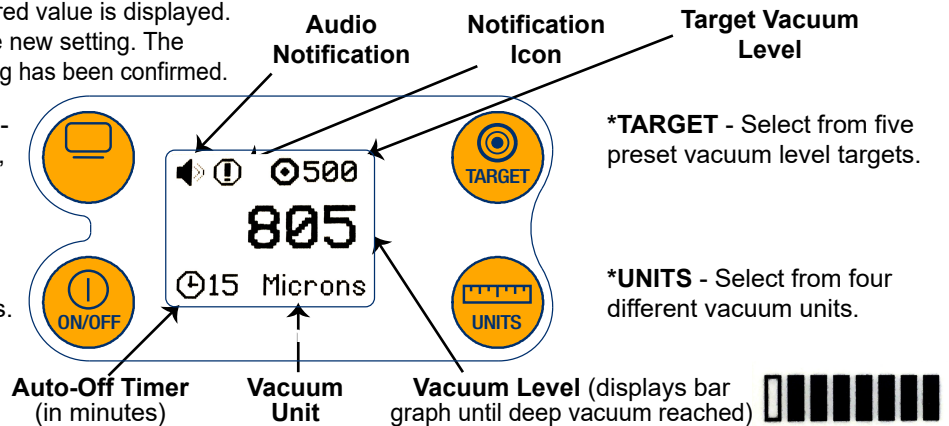 red value is displayed.
new setting. The
g has been confirmed.
Audio
Notification
Notification
Icon
Target Vacuum
Level
-
,
s.
TARGET
ON/OFF
UNITS
500
805
15 Microns
*TARGET - Select from five
preset vacuum level targets.
*UNITS - Select from four
different vacuum units.
Auto-Off Timer
(in minutes)
Vacuum
Unit
Vacuum Level (displays bar
graph until deep vacuum reached)